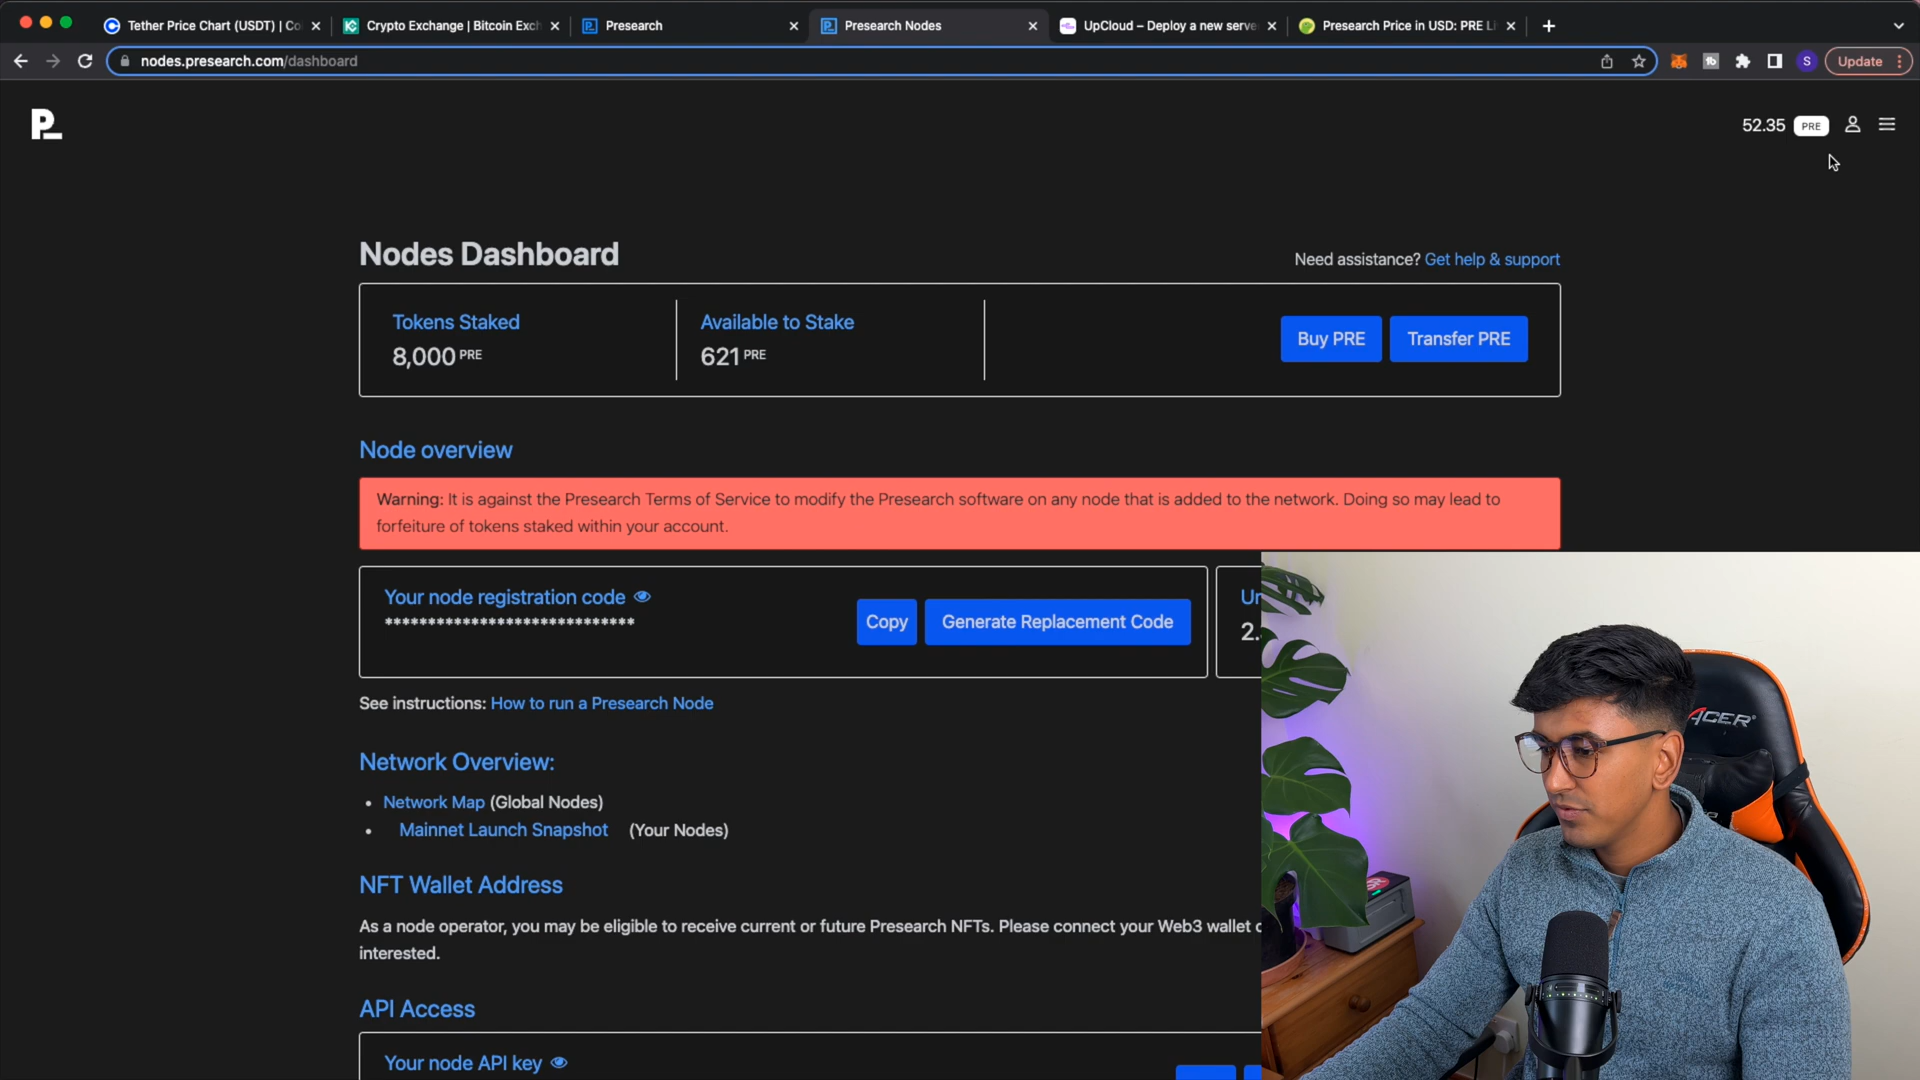 Tether Price Chart (USDT) | Co
Crypto Exchange | Bitcoin Exch
Presearch
Presearch Nodes
UpCloud – Deploy a new serve
Presearch Price in USD: PRE Li
nodes.presearch.com/dashboard
S
Update
P_
52.35 PRE
Nodes Dashboard
Need assistance? Get help & support
Tokens Staked
8,000 PRE
Available to Stake
621 PRE
Buy PRE
Transfer PRE
Node overview
Warning: It is against the Presearch Terms of Service to modify the Presearch software on any node that is added to the network. Doing so may lead to
forfeiture of tokens staked within your account.
Your node registration code
*****************************
Copy
Generate Replacement Code
Un
2.
See instructions: How to run a Presearch Node
Network Overview:
• Network Map (Global Nodes)
• Mainnet Launch Snapshot (Your Nodes)
NFT Wallet Address
As a node operator, you may be eligible to receive current or future Presearch NFTs. Please connect your Web3 wallet
interested.
API Access
Your node API key
ACER